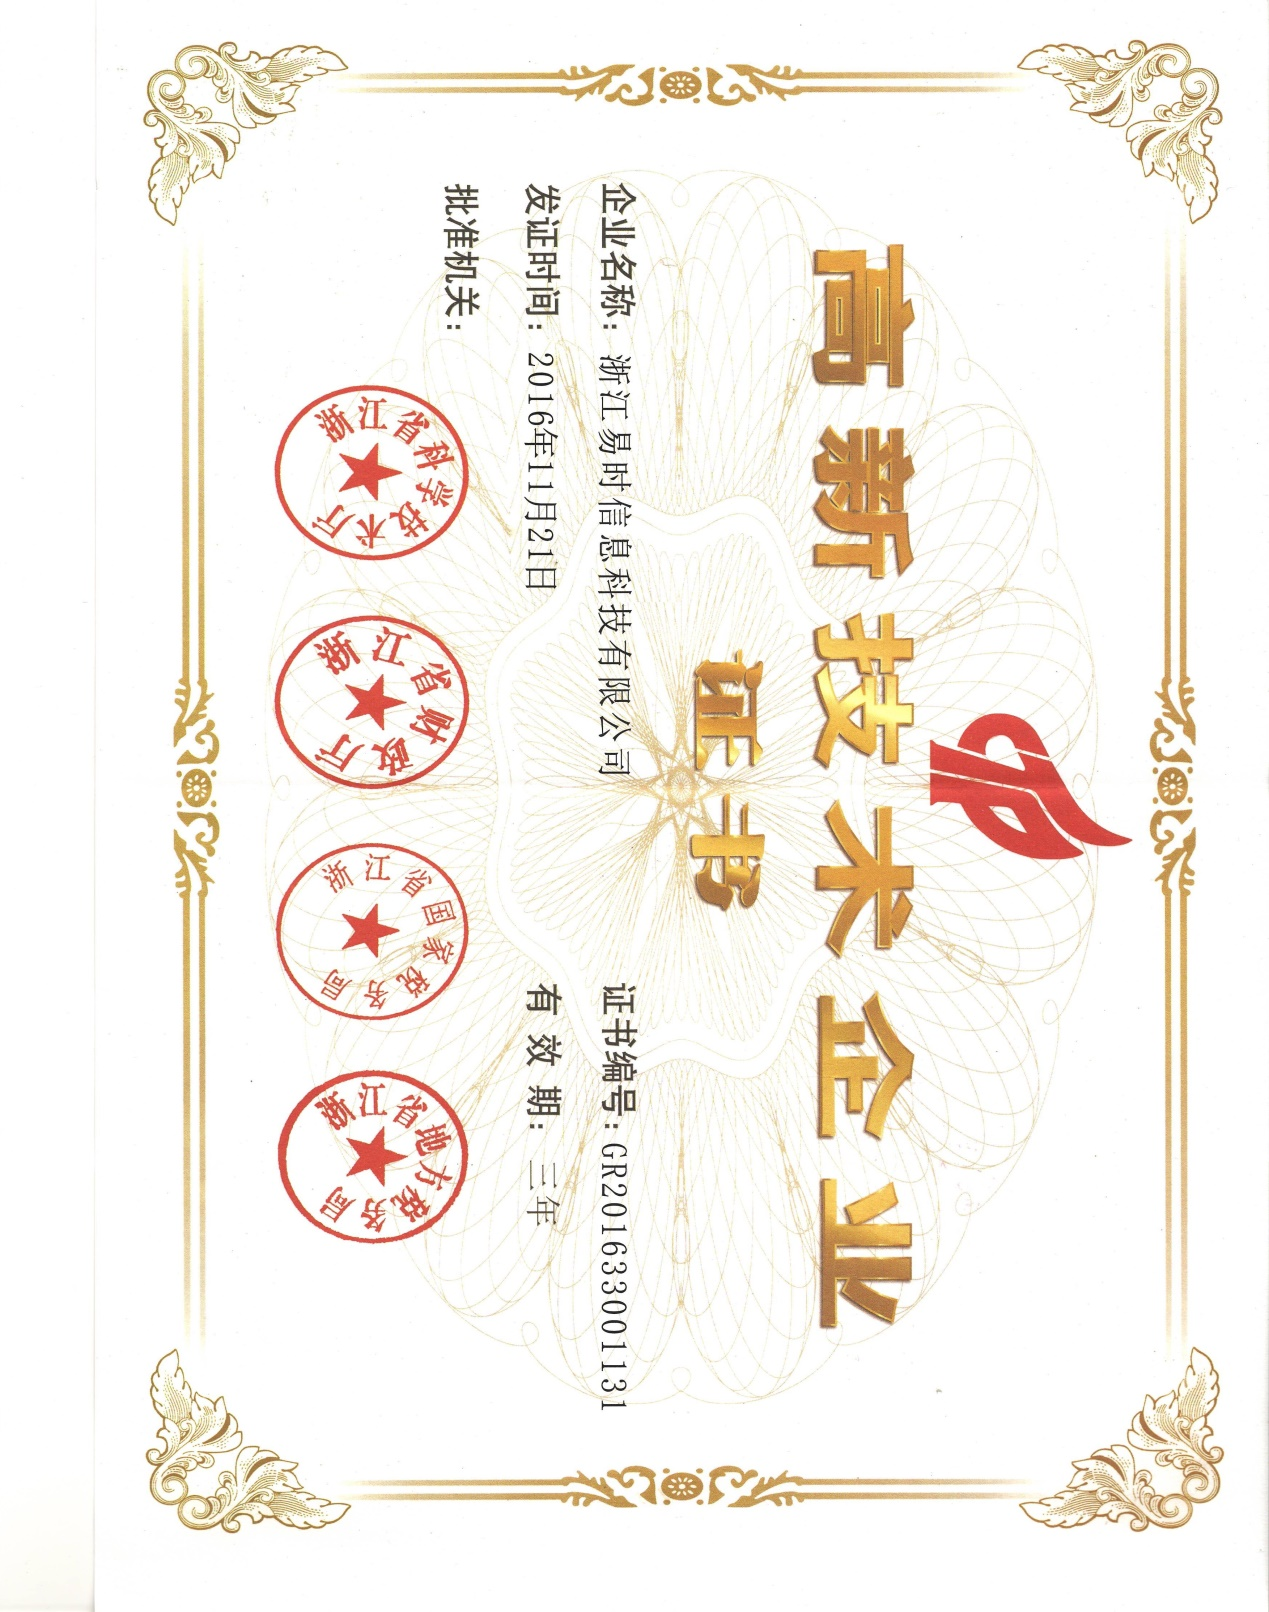 高新技术企业
证书
企业名称：浙江易时信息科技有限公司
证书编号：GR201633001131
发证时间：2016年11月21日
有效期：三年
批准机关：
浙江省科学技术厅
浙江省财政厅
浙江省国家税务局
浙江省地方税务局